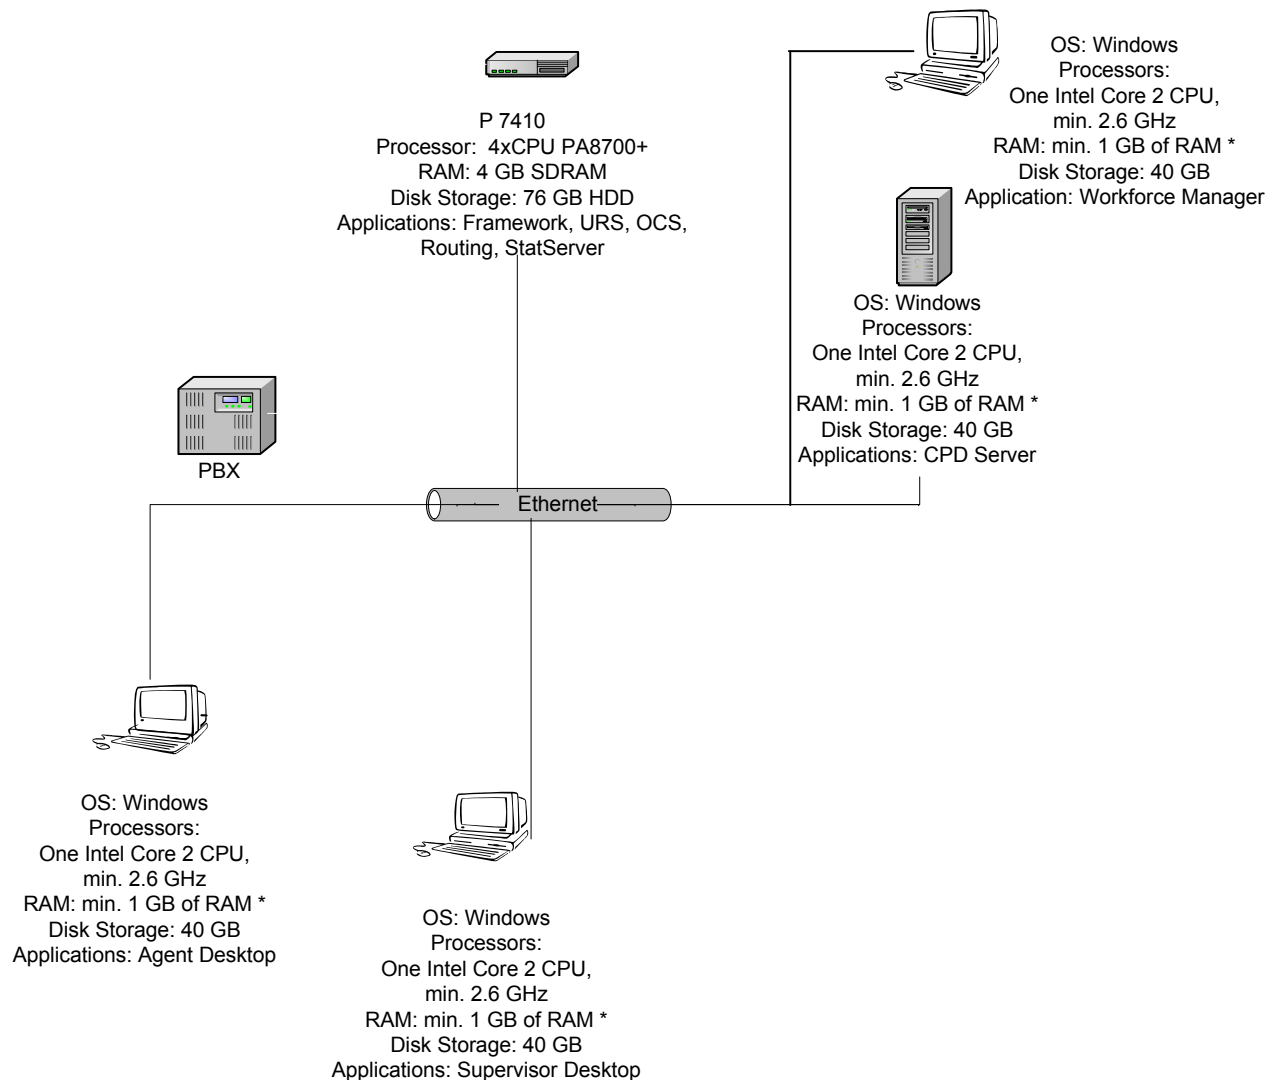 P 7410
Processor:  4xCPU PA8700+
RAM: 4 GB SDRAM
Disk Storage: 76 GB HDD
Applications: Framework, URS, OCS,
Routing, StatServer
OS: Windows
Processors:
One Intel Core 2 CPU,
min. 2.6 GHz
RAM: min. 1 GB of RAM *
Disk Storage: 40 GB
Application: Workforce Manager
OS: Windows
Processors:
One Intel Core 2 CPU,
min. 2.6 GHz
RAM: min. 1 GB of RAM *
Disk Storage: 40 GB
Applications: CPD Server
PBX
Ethernet
OS: Windows
Processors:
One Intel Core 2 CPU,
min. 2.6 GHz
RAM: min. 1 GB of RAM *
Disk Storage: 40 GB
Applications: Agent Desktop
OS: Windows
Processors:
One Intel Core 2 CPU,
min. 2.6 GHz
RAM: min. 1 GB of RAM *
Disk Storage: 40 GB
Applications: Supervisor Desktop